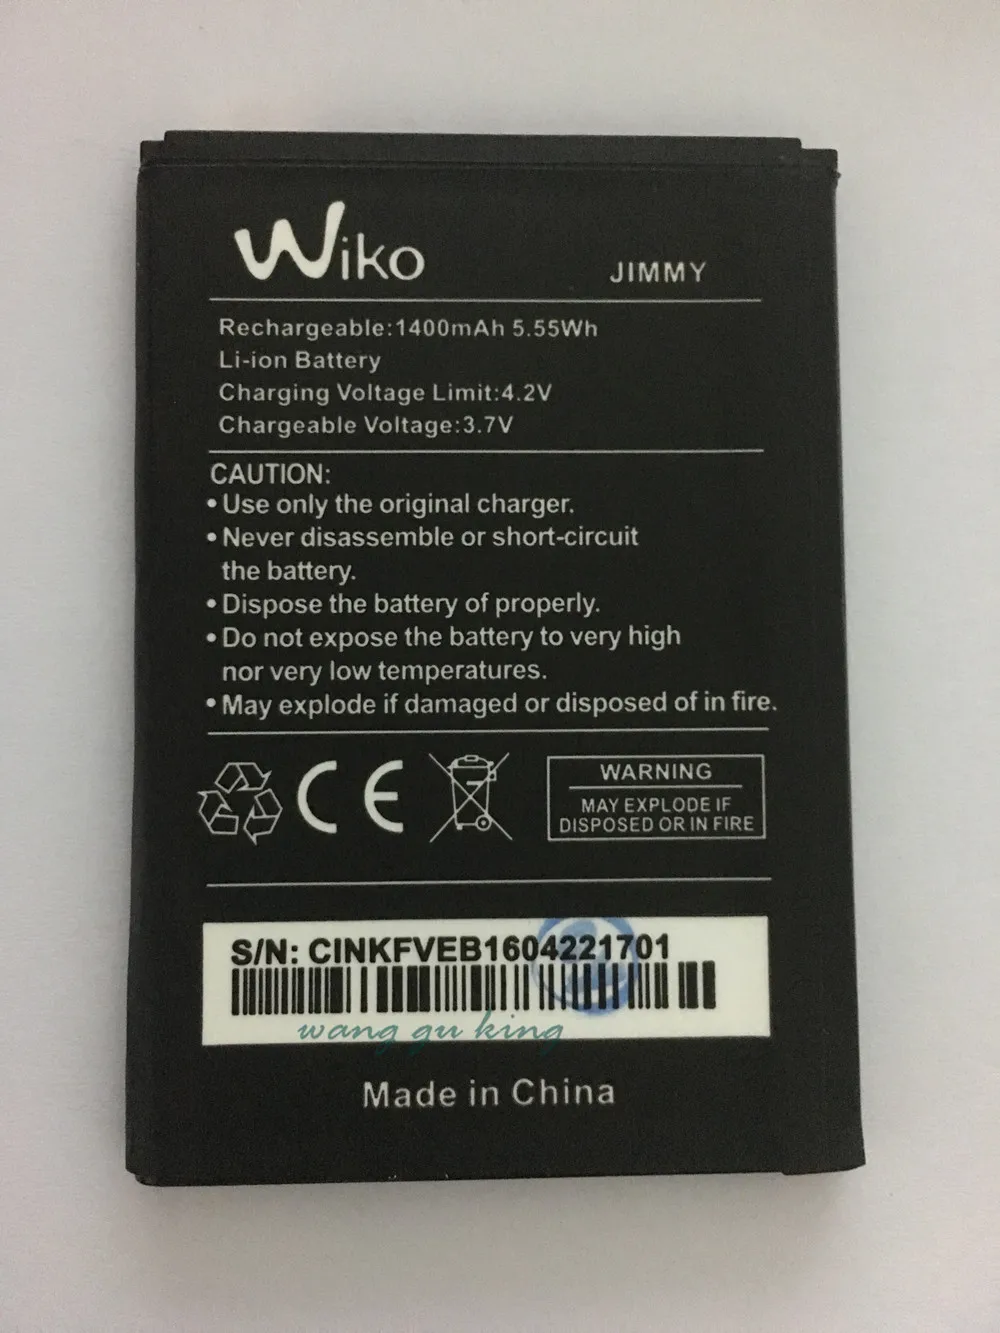 Wiko
JIMMY
Rechargeable:1400mAh 5.55Wh
Li-ion Battery
Charging Voltage Limit:4.2V
Chargeable Voltage:3.7V
CAUTION:
• Use only the original charger.
• Never disassemble or short-circuit
the battery.
• Dispose the battery of properly.
• Do not expose the battery to very high
nor very low temperatures.
• May explode if damaged or disposed of in fire.
CE
WARNING
MAY EXPLODE IF
DISPOSED OR IN FIRE
S/N: CINKFVEB1604221701
wang gu king
Made in China